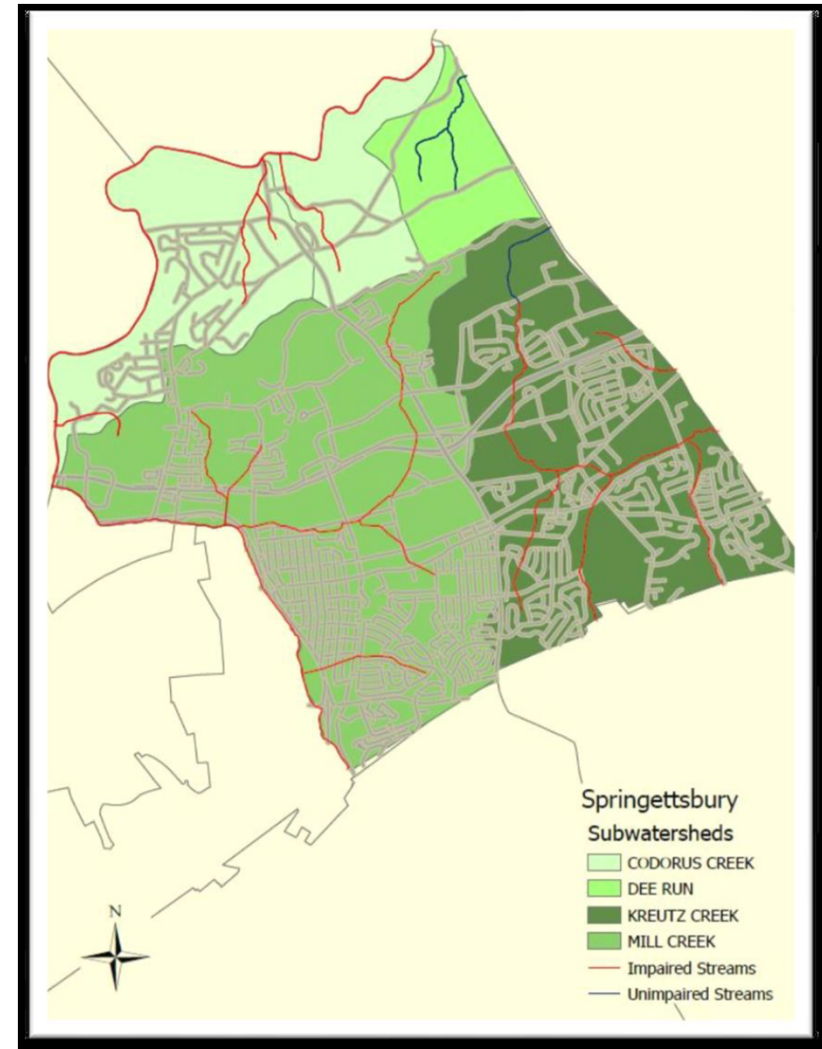 Springettsbury
Subwatersheds
CODORUS CREEK
DEE RUN
KREUTZ CREEK
MILL CREEK
Impaired Streams
Unimpaired Streams
N